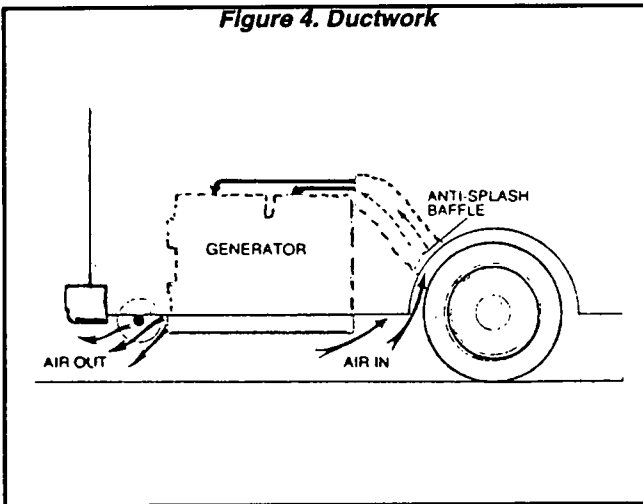 Figure 4. Ductwork
ANTI-SPLASH
BAFFLE
GENERATOR
AIR OUT
AIR IN